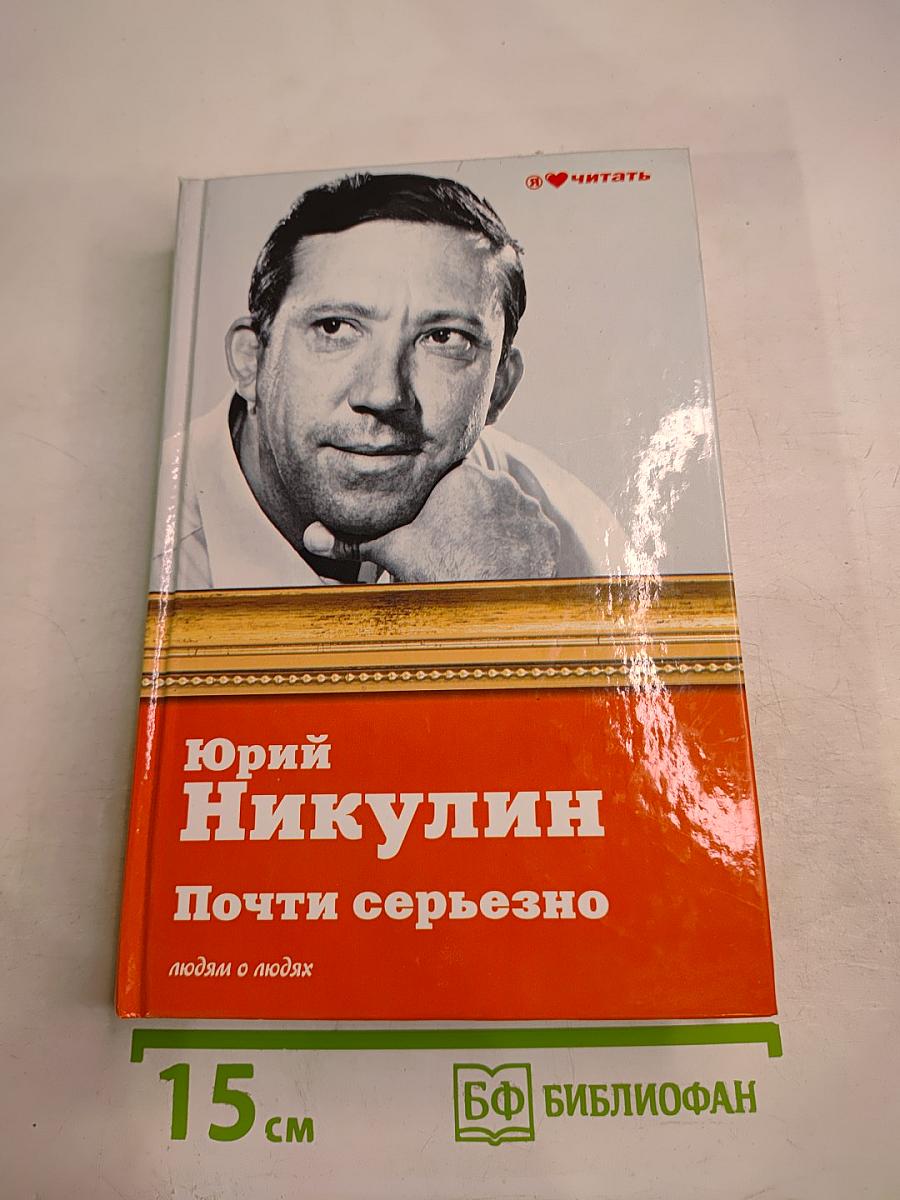 Я❤читать
Юрий
Никулин
Почти серьезно
людям о людях
15 см
БФ БИБЛИОФАН